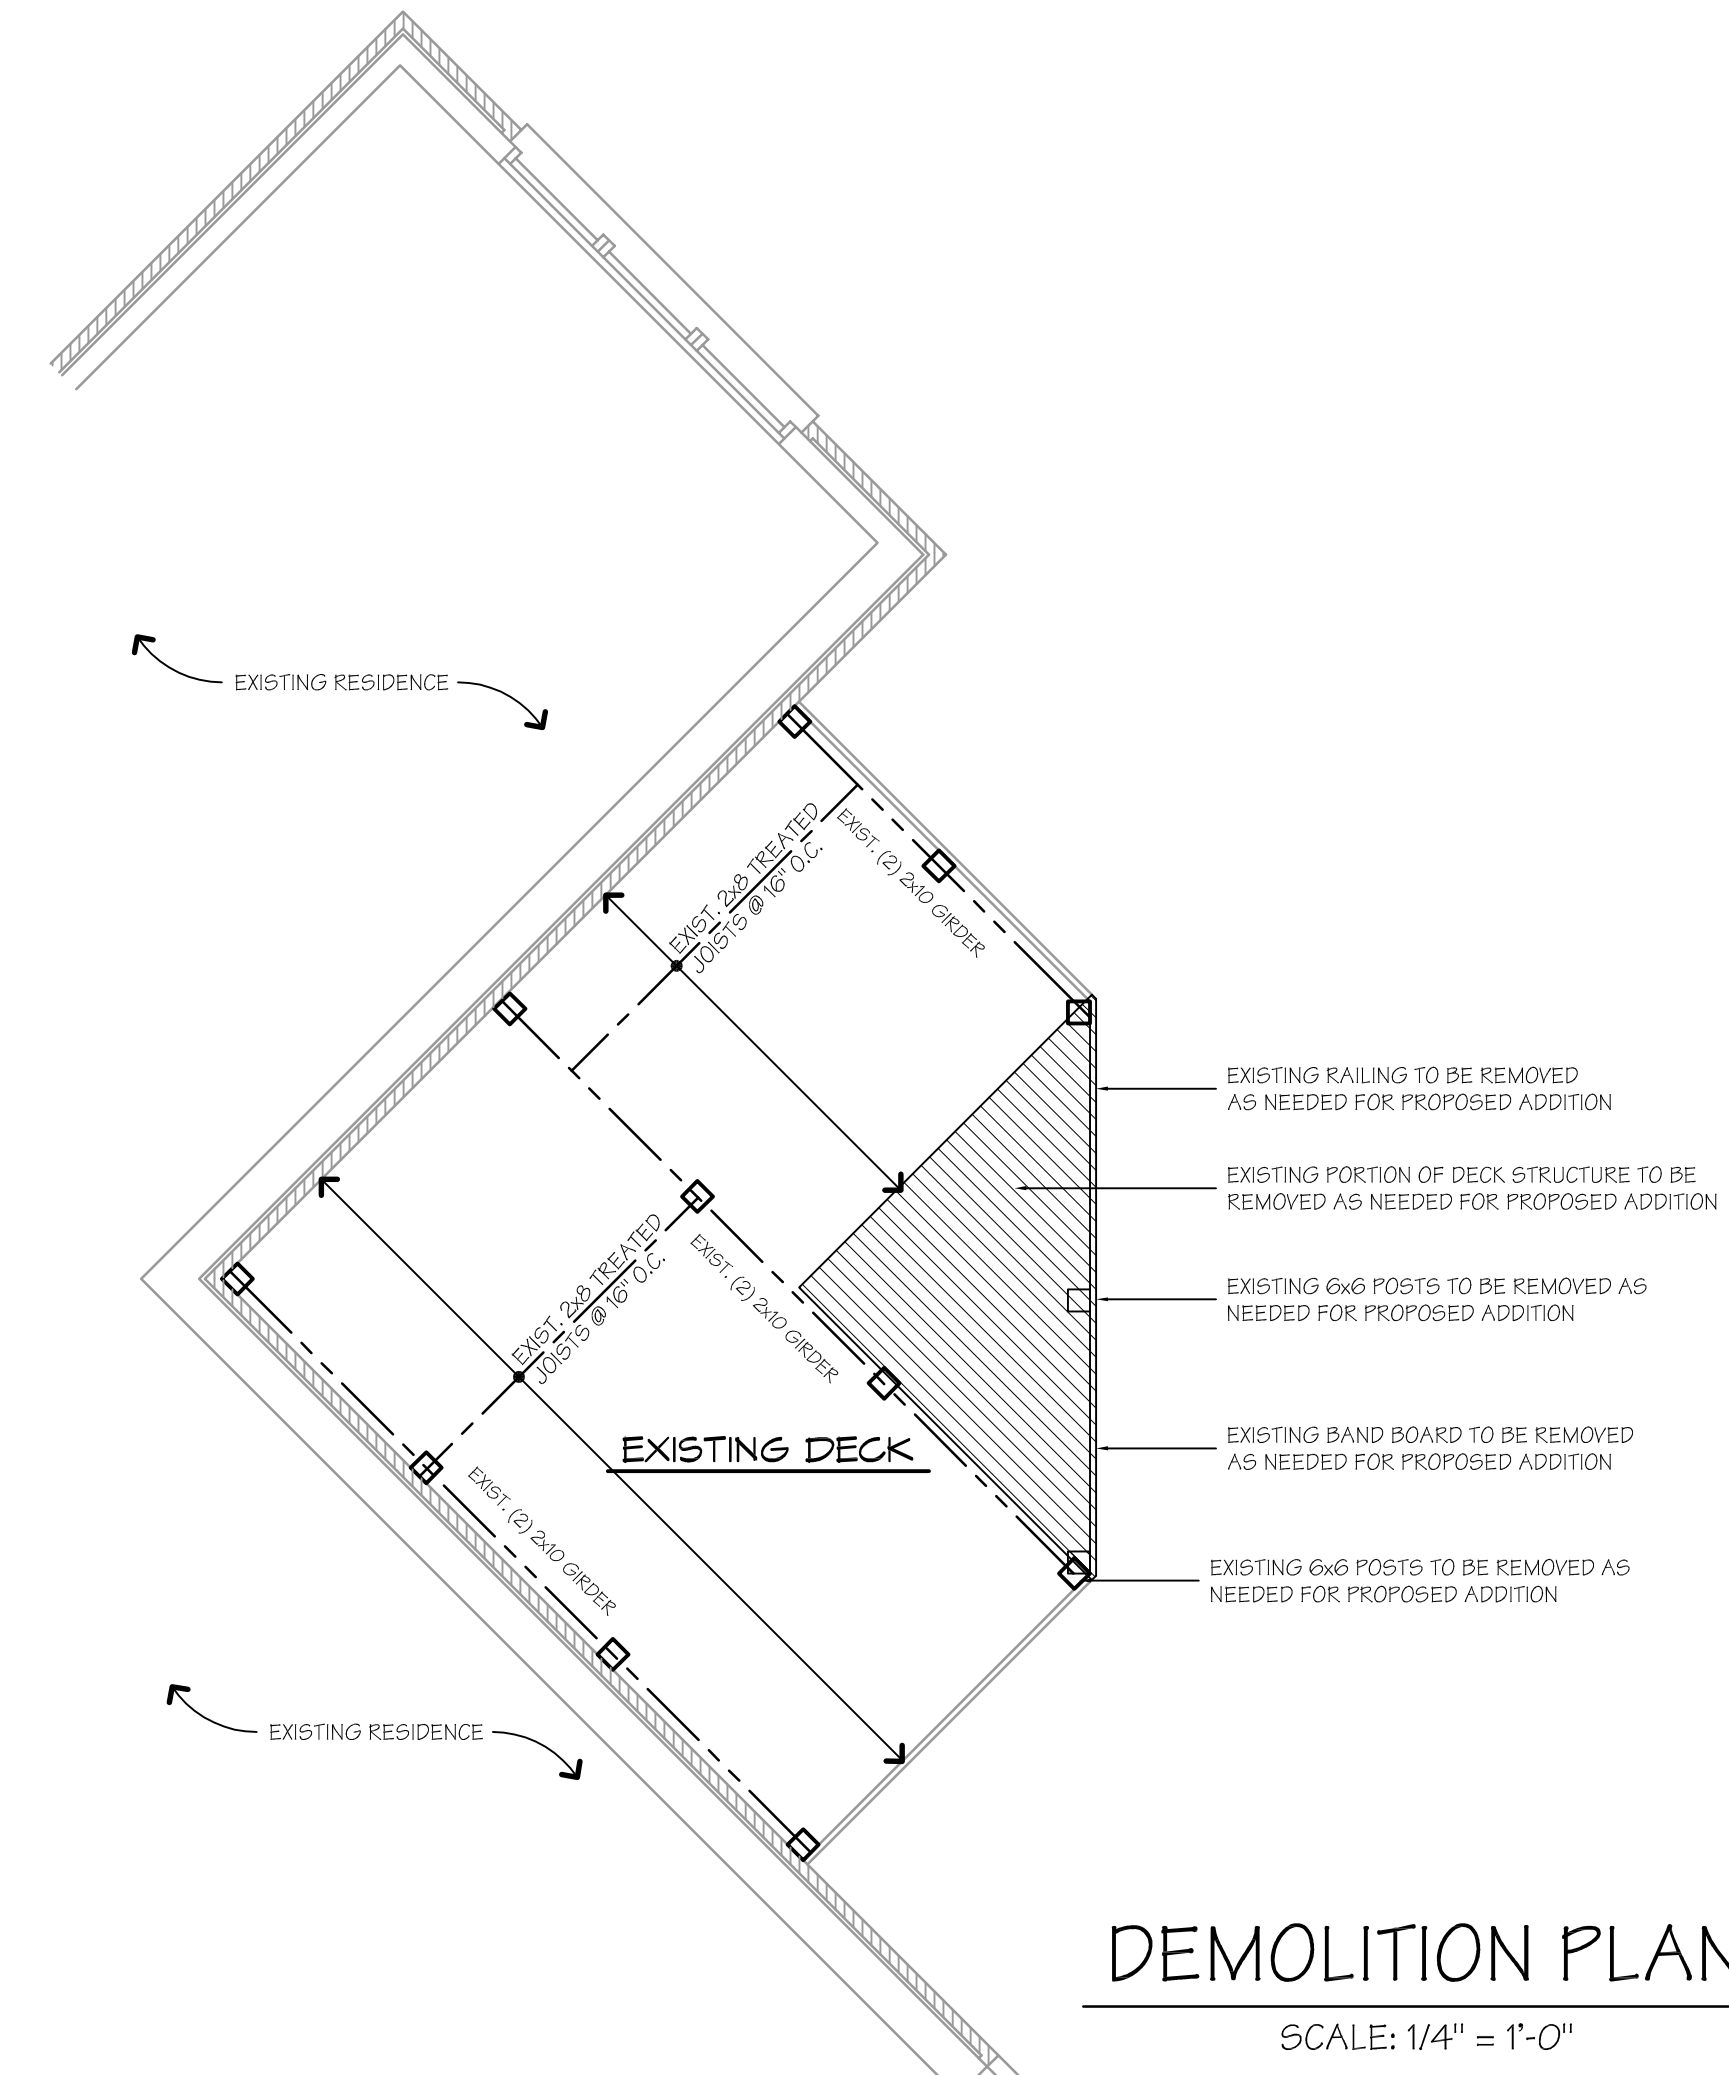 EXISTING RESIDENCE
EXIST. 2x8 TREATED
JOISTS @ 16" O.C.
EXIST. (2) 2x10 GIRDER
EXISTING RAILING TO BE REMOVED
AS NEEDED FOR PROPOSED ADDITION
EXISTING PORTION OF DECK STRUCTURE TO BE
REMOVED AS NEEDED FOR PROPOSED ADDITION
EXIST. 2x8 TREATED
JOISTS @ 16" O.C.
EXIST. (2) 2x10 GIRDER
EXISTING 6x6 POSTS TO BE REMOVED AS
NEEDED FOR PROPOSED ADDITION
EXISTING DECK
EXISTING BAND BOARD TO BE REMOVED
AS NEEDED FOR PROPOSED ADDITION
EXIST. (2) 2x10 GIRDER
EXISTING 6x6 POSTS TO BE REMOVED AS
NEEDED FOR PROPOSED ADDITION
EXISTING RESIDENCE
DEMOLITION PLAN
SCALE: 1/4" = 1'-0"